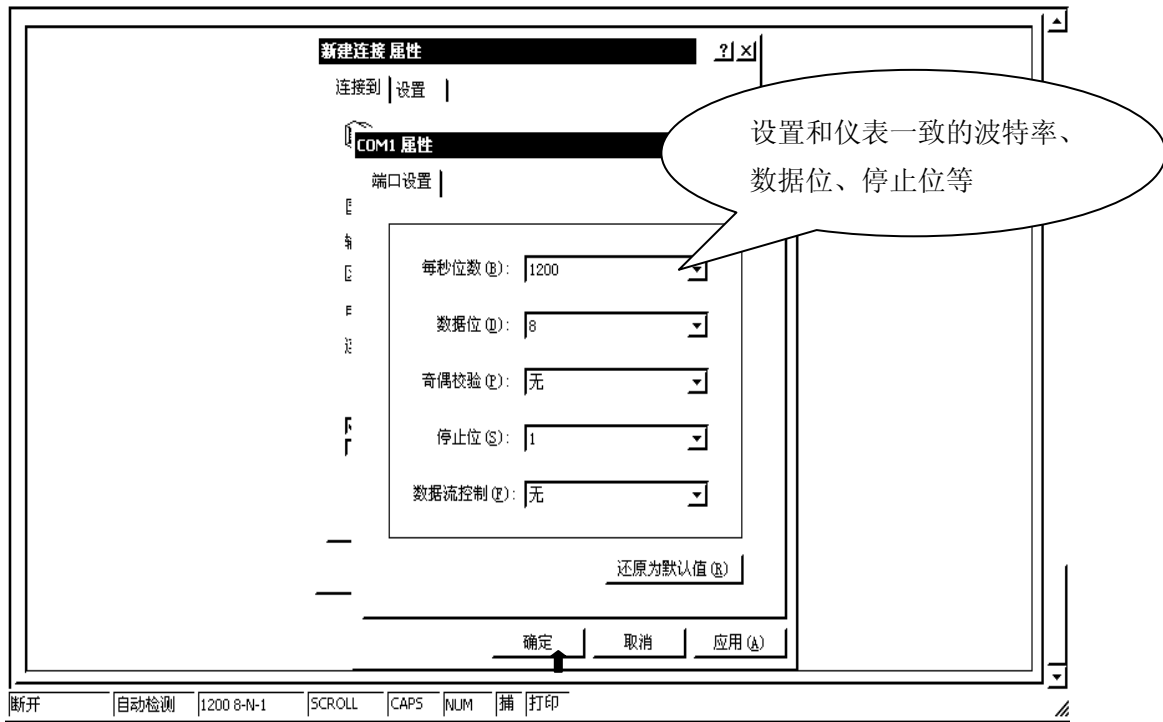 新建连接 属性
连接到 设置
COM1 属性
端口设置
设置和仪表一致的波特率、
数据位、停止位等
每秒位数(B): 1200
数据位(D): 8
奇偶校验(P): 无
停止位(S): 1
数据流控制(F): 无
还原为默认值(R)
确定 取消 应用(A)
断开 自动检测 1200 8-N-1 SCROLL CAPS NUM 捕 打印